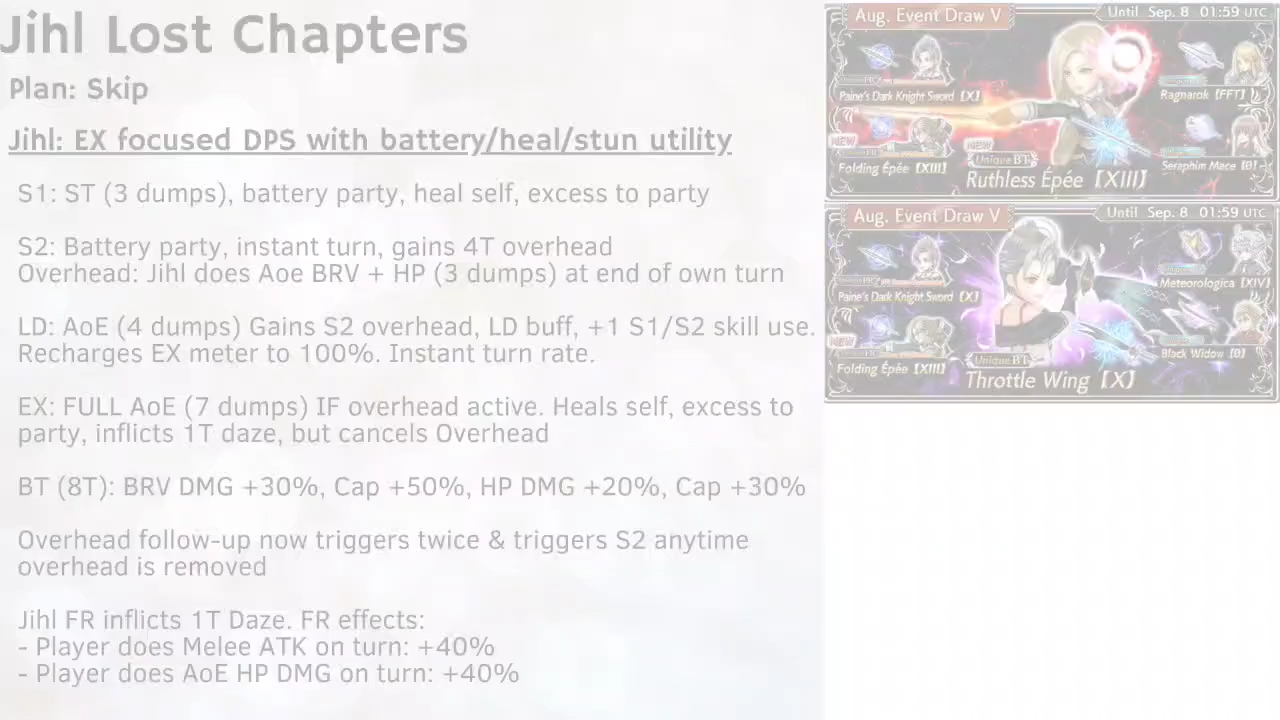 Jihl Lost Chapters
Plan: Skip
Jihl: EX focused DPS with battery/heal/stun utility
S1: ST (3 dumps), battery party, heal self, excess to party
S2: Battery party, instant turn, gains 4T overhead
Overhead: Jihl does Aoe BRV + HP (3 dumps) at end of own turn
LD: AoE (4 dumps) Gains S2 overhead, LD buff, +1 S1/S2 skill use.
Recharges EX meter to 100%. Instant turn rate.
EX: FULL AoE (7 dumps) IF overhead active. Heals self, excess to
party, inflicts 1T daze, but cancels Overhead
BT (8T): BRV DMG +30%, Cap +50%, HP DMG +20%, Cap +30%
Overhead follow-up now triggers twice & triggers S2 anytime
overhead is removed
Jihl FR inflicts 1T Daze. FR effects:
- Player does Melee ATK on turn: +40%
- Player does AoE HP DMG on turn: +40%
Aug. Event Draw V
Until Sep. 8 01:59 UTC
Paine's Dark Knight Sword [X]
Ragnarok [FFT]
NEW
Folding Épée [XIII]
NEW
Unique BT
Ruthless Épée [XIII]
Seraphim Mace [0]
Aug. Event Draw V
Until Sep. 8 01:59 UTC
Paine's Dark Knight Sword [X]
Meteorologica [XIV]
NEW
Folding Épée [XIII]
Unique BT
Throttle Wing [X]
Black Widow [0]